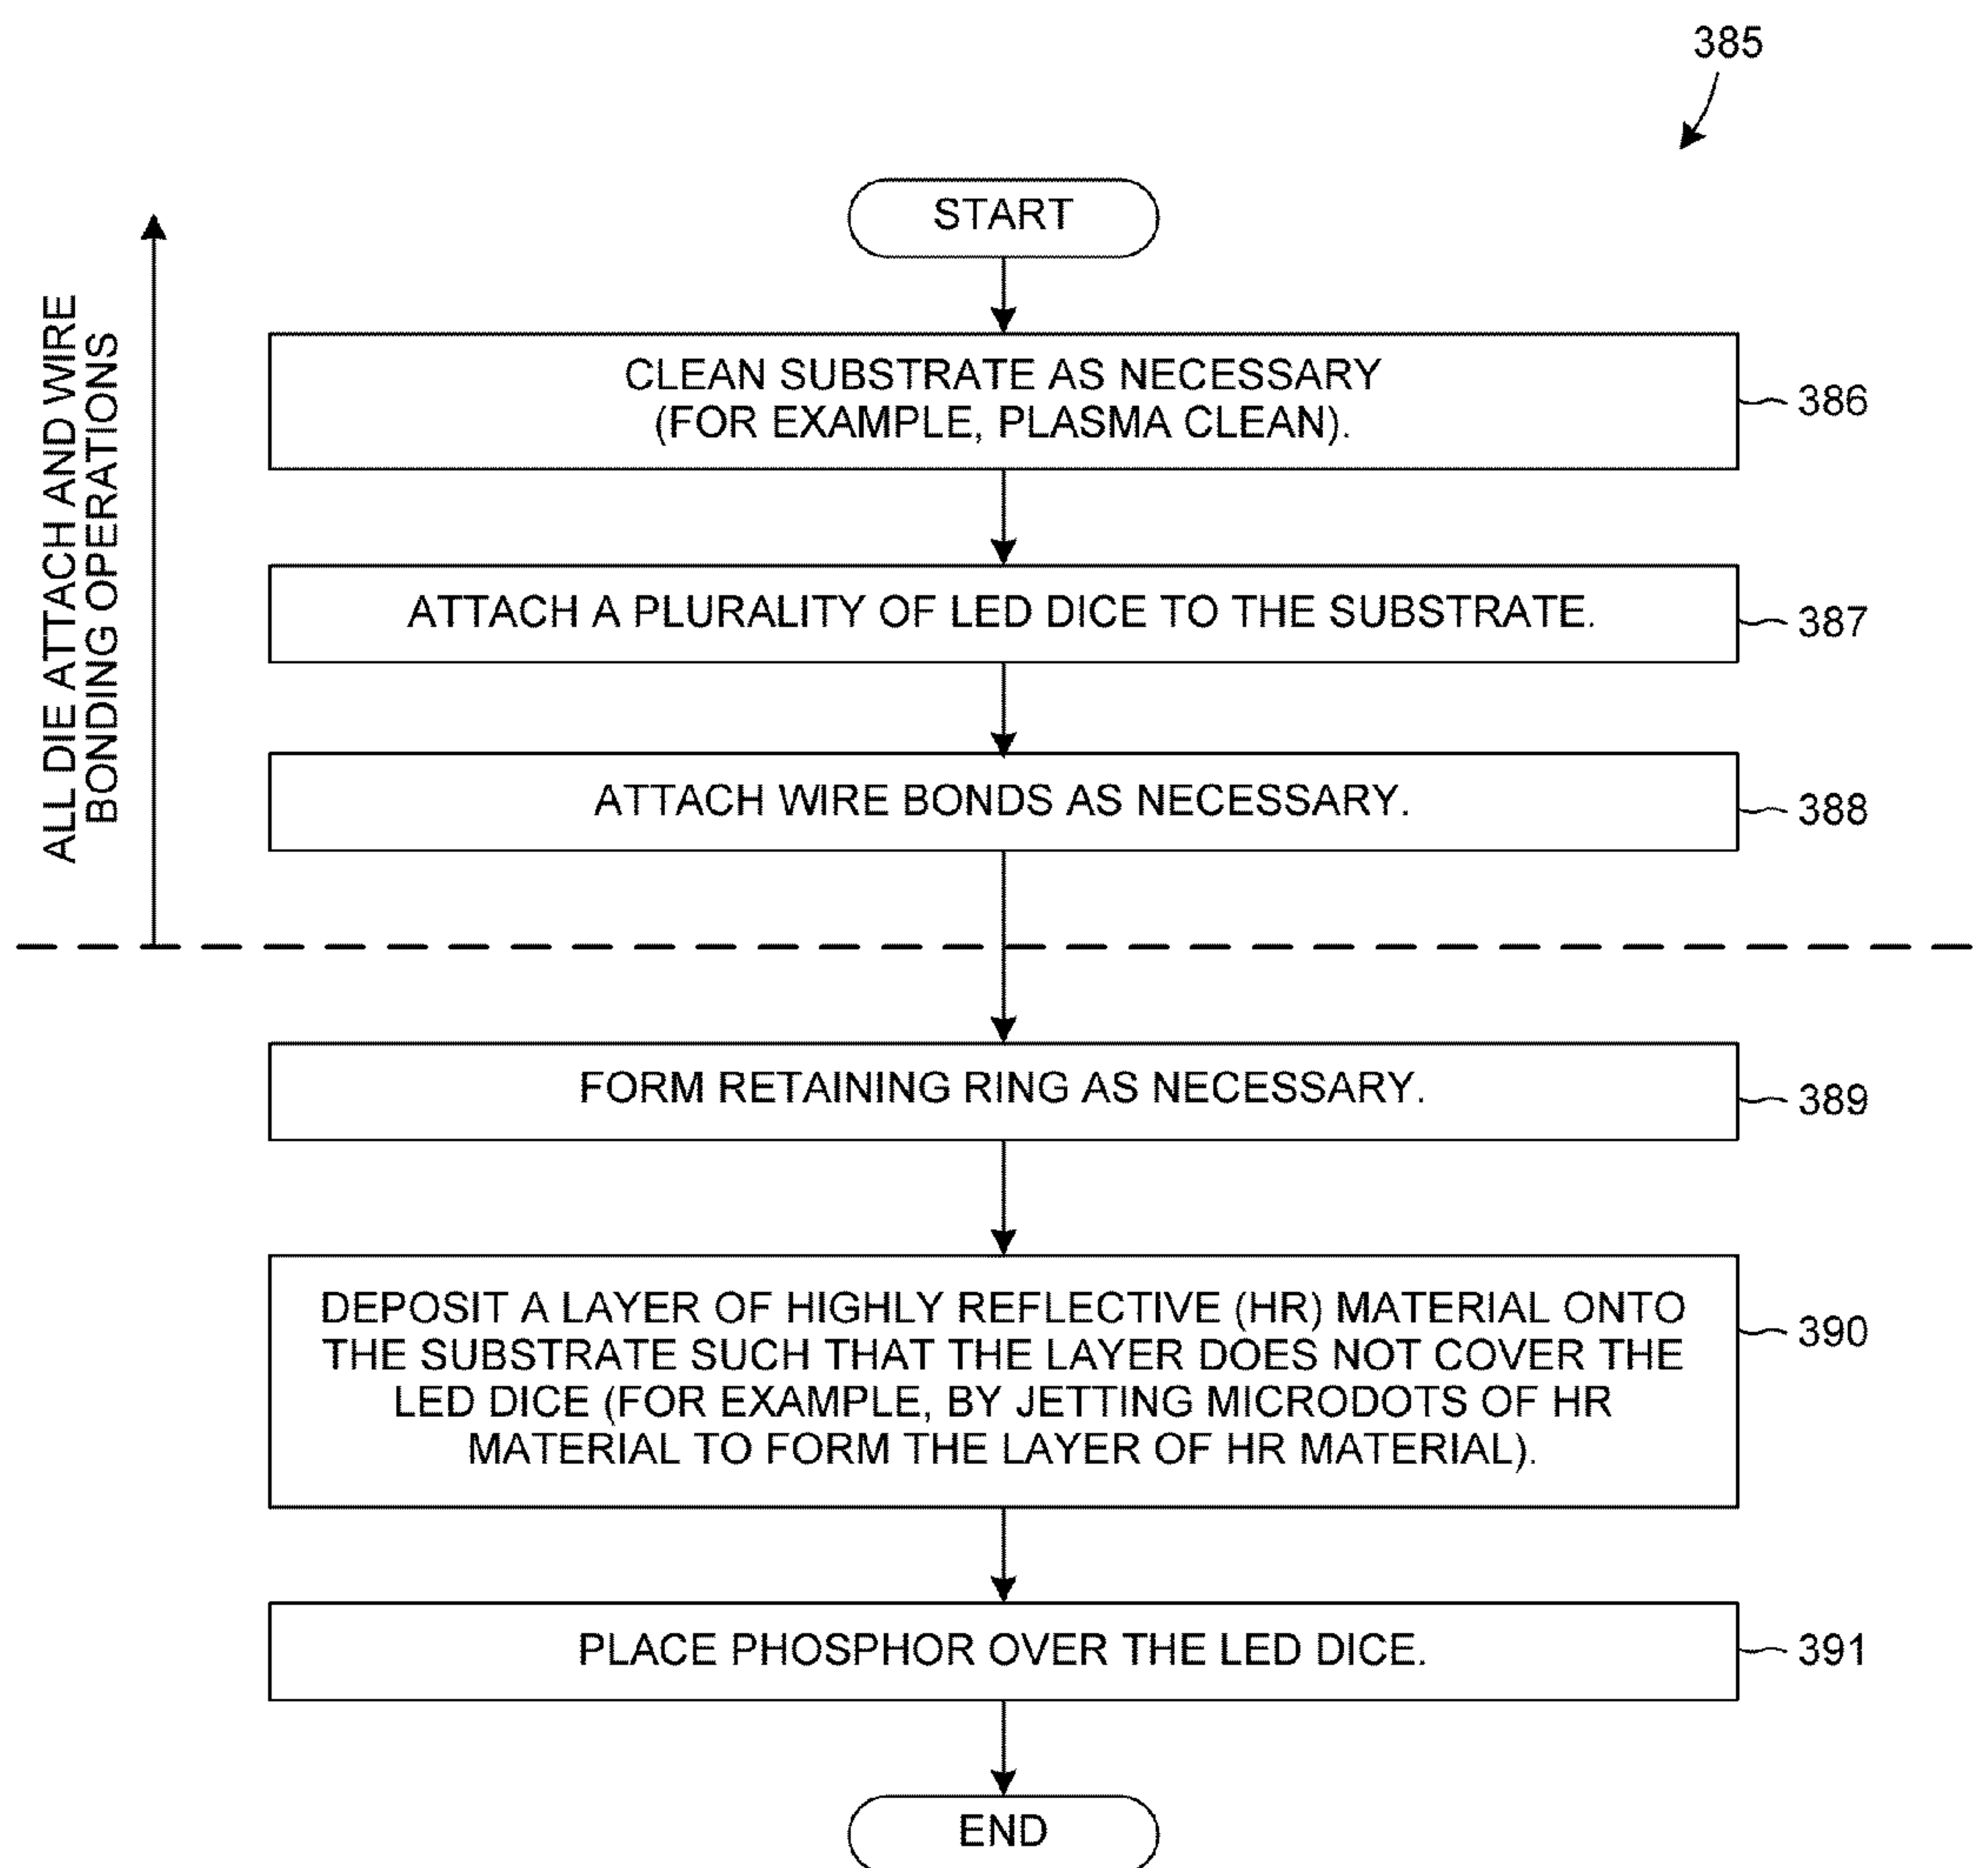 385
START
ALL DIE ATTACH AND WIRE
BONDING OPERATIONS
CLEAN SUBSTRATE AS NECESSARY
(FOR EXAMPLE, PLASMA CLEAN).
386
ATTACH A PLURALITY OF LED DICE TO THE SUBSTRATE.
387
ATTACH WIRE BONDS AS NECESSARY.
388
FORM RETAINING RING AS NECESSARY.
389
DEPOSIT A LAYER OF HIGHLY REFLECTIVE (HR) MATERIAL ONTO
THE SUBSTRATE SUCH THAT THE LAYER DOES NOT COVER THE
LED DICE (FOR EXAMPLE, BY JETTING MICRODOTS OF HR
MATERIAL TO FORM THE LAYER OF HR MATERIAL).
390
PLACE PHOSPHOR OVER THE LED DICE.
391
END